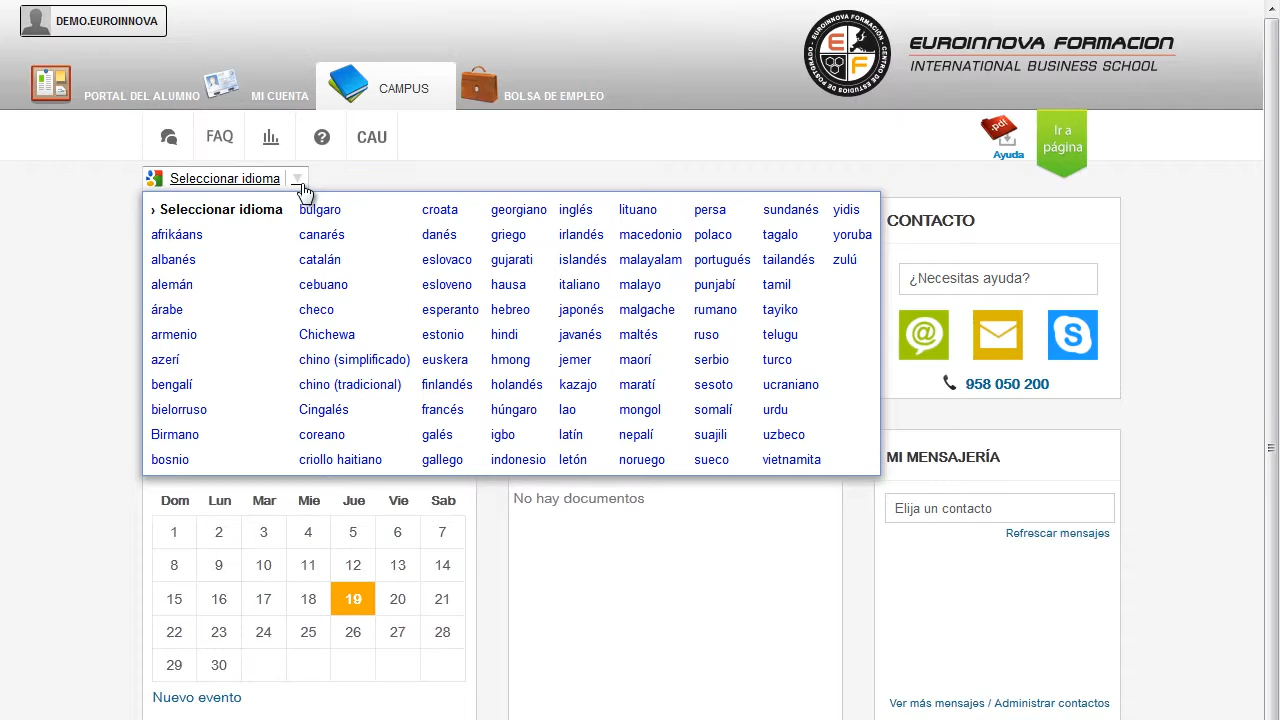 DEMO.EUROINNOVA
EUROINNOVA FORMACION
INTERNATIONAL BUSINESS SCHOOL
EUROINNOVA FORMACIÓN · CENTRO DE ESTUDIOS DE POSTGRADO
E
F
PORTAL DEL ALUMNO
MI CUENTA
CAMPUS
BOLSA DE EMPLEO
FAQ
?
CAU
.pdf
Ayuda
Ir a
página
Seleccionar idioma
› Seleccionar idioma bulgaro croata georgiano inglés lituano persa sundanés yidis
afrikáans canarés danés griego irlandés macedonio polaco tagalo yoruba
albanés catalán eslovaco gujarati islandés malayalam portugués tailandés zulú
alemán cebuano esloveno hausa italiano malayo punjabí tamil
árabe checo esperanto hebreo japonés malgache rumano tayiko
armenio Chichewa estonio hindi javanés maltés ruso telugu
azerí chino (simplificado) euskera hmong jemer maorí serbio turco
bengalí chino (tradicional) finlandés holandés kazajo maratí sesoto ucraniano
bielorruso Cingalés francés húngaro lao mongol somalí urdu
Birmano coreano galés igbo latín nepalí suajili uzbeco
bosnio criollo haitiano gallego indonesio letón noruego sueco vietnamita
CONTACTO
¿Necesitas ayuda?
958 050 200
MI MENSAJERÍA
Elija un contacto
Refrescar mensajes
Ver más mensajes / Administrar contactos
Dom Lun Mar Mie Jue Vie Sab
1 2 3 4 5 6 7
8 9 10 11 12 13 14
15 16 17 18 19 20 21
22 23 24 25 26 27 28
29 30
Nuevo evento
No hay documentos